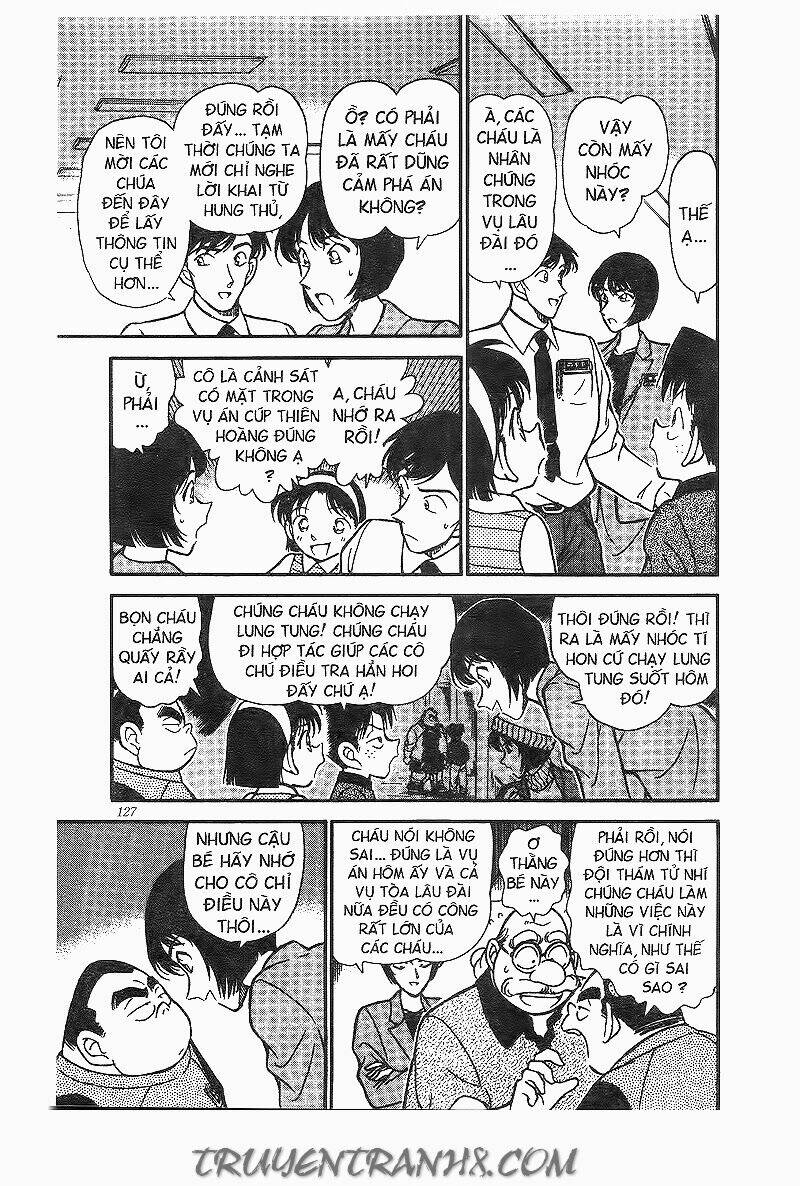 THẾ
Ạ...
VẬY
CÒN MẤY
NHÓC
NÀY?
À, CÁC
CHÁU LÀ
NHÂN
CHỨNG
TRONG
VỤ LÂU
ĐÀI ĐÓ
...
Ồ? CÓ PHẢI
LÀ MẤY CHÁU
ĐÃ RẤT DŨNG
CẢM PHÁ ÁN
KHÔNG?
ĐÚNG RỒI
ĐẤY... TẠM
THỜI CHÚNG TA
MỚI CHỈ NGHE
LỜI KHAI TỪ
HUNG THỦ,
NÊN TÔI
MỜI CÁC
CHÚA
ĐẾN ĐÂY
ĐỂ LẤY
THÔNG TIN
CỤ THỂ
HƠN...
A, CHÁU
NHỚ RA
RỒI!
CÔ LÀ CẢNH SÁT
CÓ MẶT TRONG
VỤ ÁN CÚP THIÊN
HOÀNG ĐÚNG
KHÔNG Ạ
?
Ừ,
PHẢI
...
THÔI ĐÚNG RỒI! THÌ
RA LÀ MẤY NHÓC TÍ
HON CỨ CHẠY LUNG
TUNG SUỐT HÔM
ĐÓ!
CHÚNG CHÁU KHÔNG CHẠY
LUNG TUNG! CHÚNG CHÁU
ĐI HỢP TÁC GIÚP CÁC CÔ
CHÚ ĐIỀU TRA HẲN HOI
ĐẤY CHỨ Ạ!
BỌN CHÁU
CHẲNG
QUẤY RẦY
AI CẢ!
127
PHẢI RỒI, NÓI
ĐÚNG HƠN THÌ
ĐỘI THÁM TỬ NHÍ
CHÚNG CHÁU LÀM
NHỮNG VIỆC NÀY
LÀ VÌ CHÍNH
NGHĨA, NHƯ THẾ
CÓ GÌ SAI
SAO ?
Ơ
THẰNG
BÉ NÀY
...
CHÁU NÓI KHÔNG
SAI... ĐÚNG LÀ VỤ
ÁN HÔM ẤY VÀ CẢ
VỤ TÒA LÂU ĐÀI
NỮA ĐỀU CÓ CÔNG
RẤT LỚN CỦA
CÁC CHÁU...
NHƯNG CẬU
BÉ HÃY NHỚ
CHO CÔ CHỈ
ĐIỀU NÀY
THÔI...
TRUYENTRANH8.COM